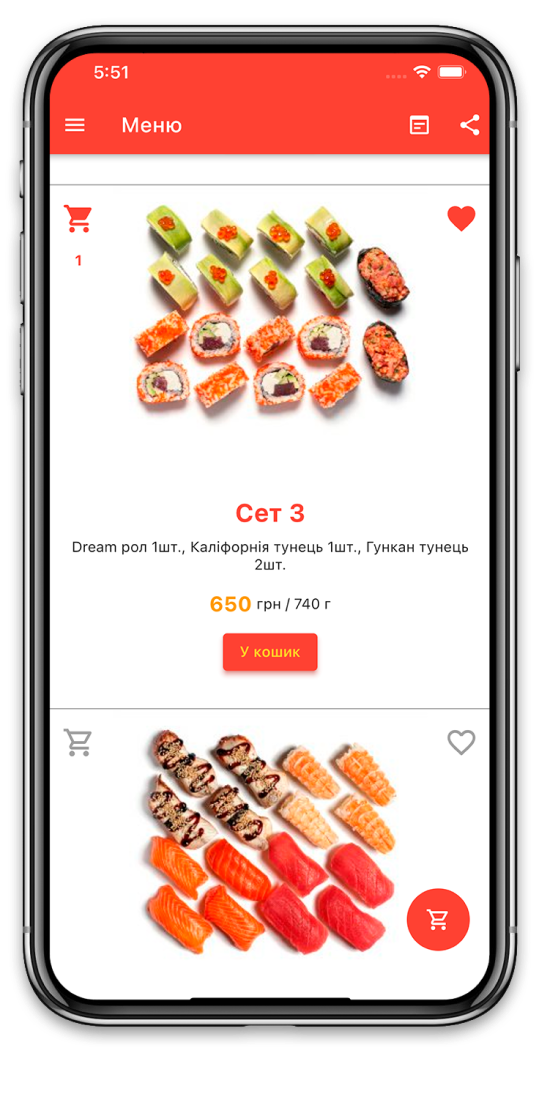 5:51
Меню
1
Сет 3
Dream рол 1шт., Каліфорнія тунець 1шт., Гункан тунець
2шт.
650 грн / 740 г
У кошик